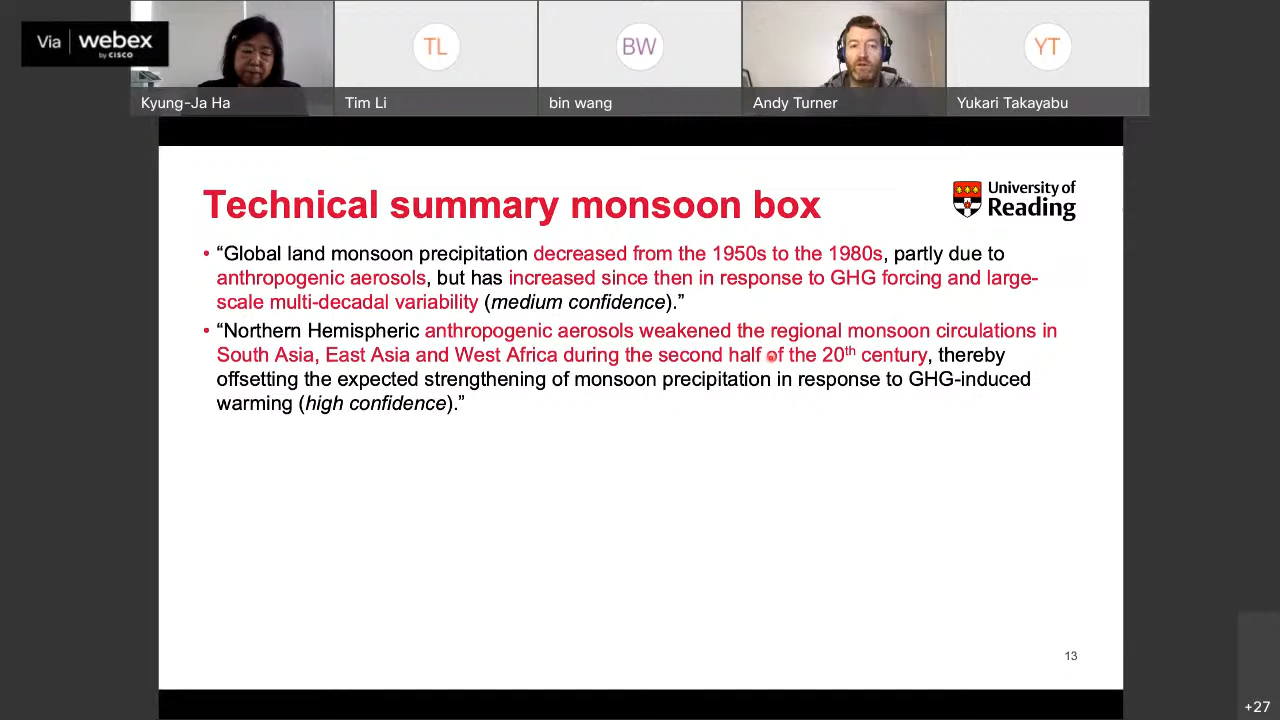 Via webex
by CISCO
TL
BW
YT
Kyung-Ja Ha
Tim Li
bin wang
Andy Turner
Yukari Takayabu
Technical summary monsoon box
University of
Reading
• “Global land monsoon precipitation decreased from the 1950s to the 1980s, partly due to
anthropogenic aerosols, but has increased since then in response to GHG forcing and large-
scale multi-decadal variability (medium confidence).”
• “Northern Hemispheric anthropogenic aerosols weakened the regional monsoon circulations in
South Asia, East Asia and West Africa during the second half of the 20th century, thereby
offsetting the expected strengthening of monsoon precipitation in response to GHG-induced
warming (high confidence).”
13
+27